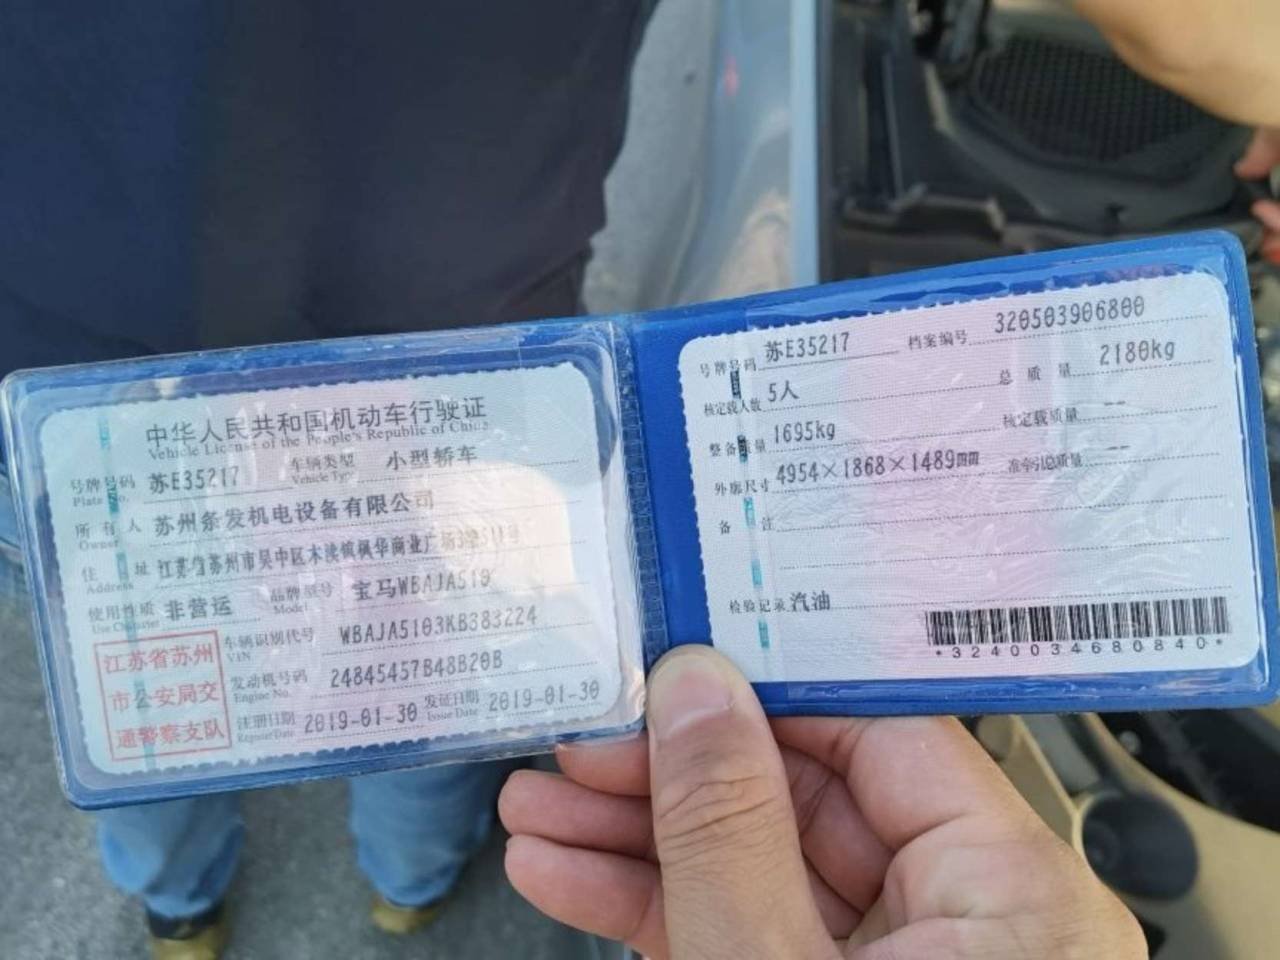 中华人民共和国机动车行驶证
Vehicle License of the People's Republic of China
号牌号码 苏E35217 车辆类型 小型轿车
Plate No. Vehicle Type
所有人 苏州条发机电设备有限公司
Owner
住址 江苏省苏州市吴中区木渎镇枫华商业广场
Address
使用性质 非营运 品牌型号 宝马WBAJA510
Use Character Model
江苏省苏州
市公安局交
通警察支队
车辆识别代号 WBAJA5103KB383224
VIN
发动机号码 24845457B48B20B
Engine No.
注册日期 2019-01-30 发证日期 2019-01-30
Register Date Issue Date
号牌号码 苏E35217 档案编号 320503906800
核定载人数 5人 总质量 2180kg
整备质量 1695kg 核定载质量 --
外廓尺寸 4954×1868×1489mm 准牵引总质量 --
备注
检验记录 汽油
*3240034680840*